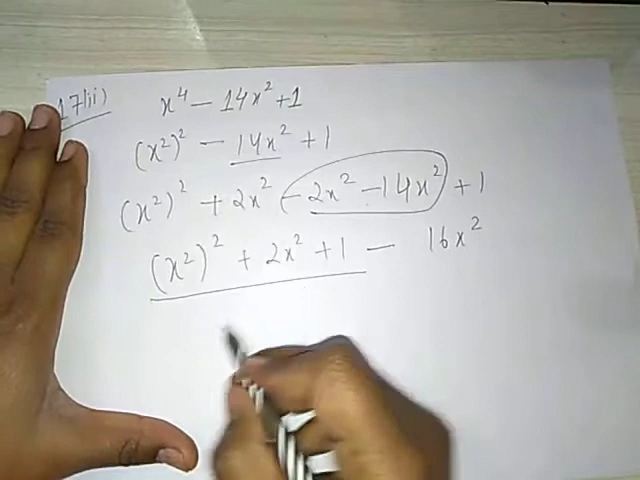 17(ii) x⁴ - 14x² + 1
(x²)² - 14x² + 1
(x²)² + 2x² - 2x² - 14x² + 1
(x²)² + 2x² + 1 - 16x²